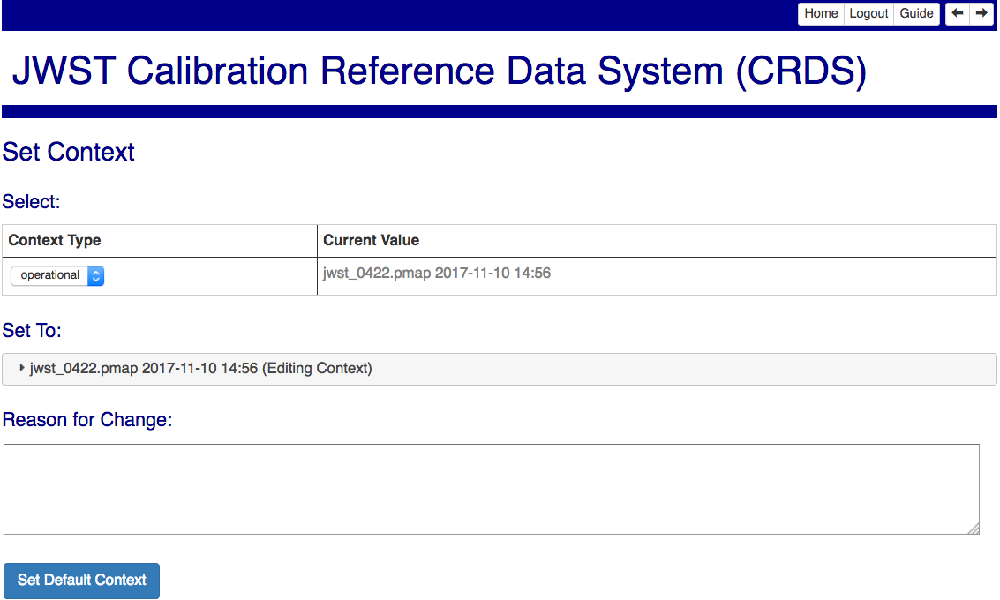 Home Logout Guide
JWST Calibration Reference Data System (CRDS)
Set Context
Select:
Context Type Current Value
operational jwst_0422.pmap 2017-11-10 14:56
Set To:
jwst_0422.pmap 2017-11-10 14:56 (Editing Context)
Reason for Change:
Set Default Context